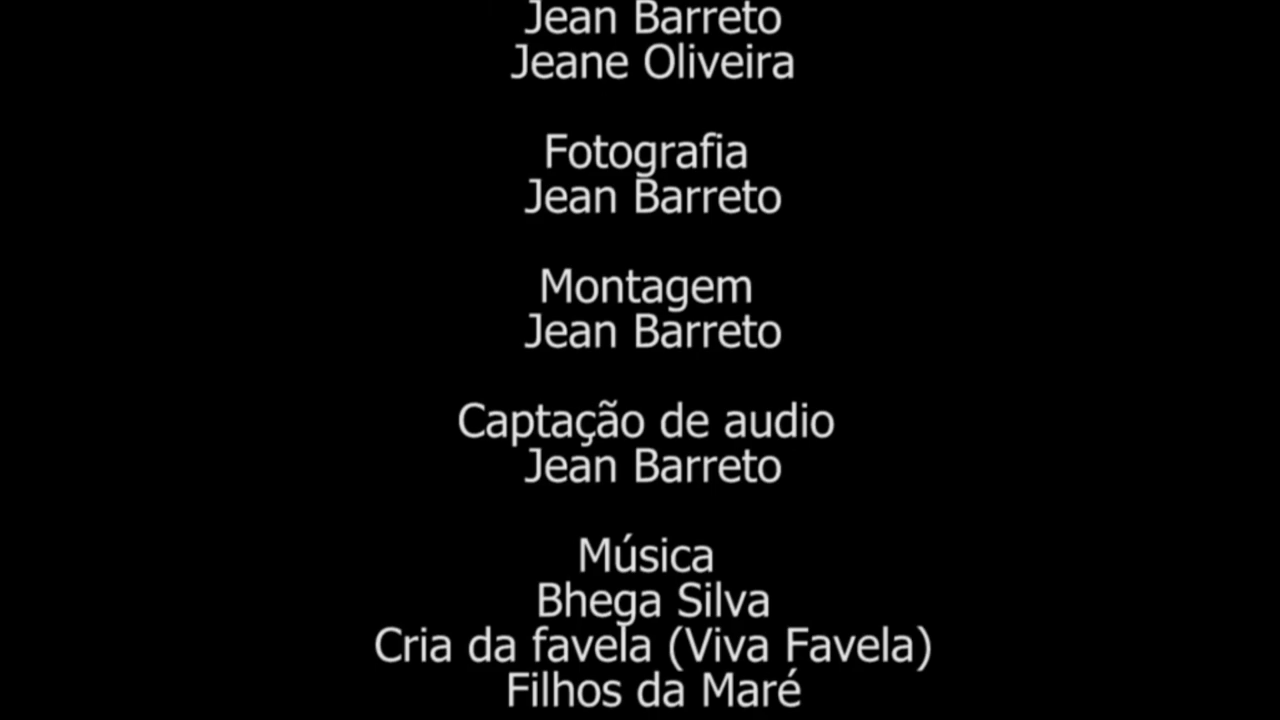 Jean Barreto
Jeane Oliveira
Fotografia
Jean Barreto
Montagem
Jean Barreto
Captação de audio
Jean Barreto
Música
Bhega Silva
Cria da favela (Viva Favela)
Filhos da Maré